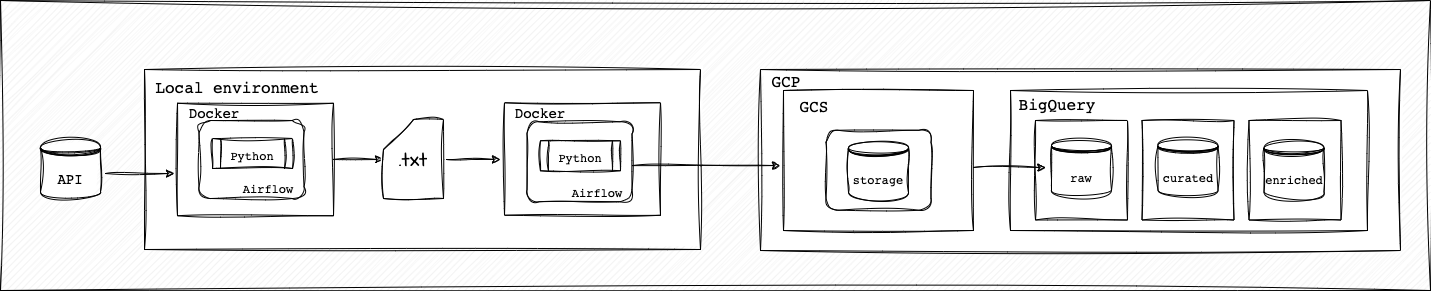 API
Local environment
Docker
Python
Airflow
.txt
Docker
Python
Airflow
GCP
GCS
storage
BigQuery
raw
curated
enriched